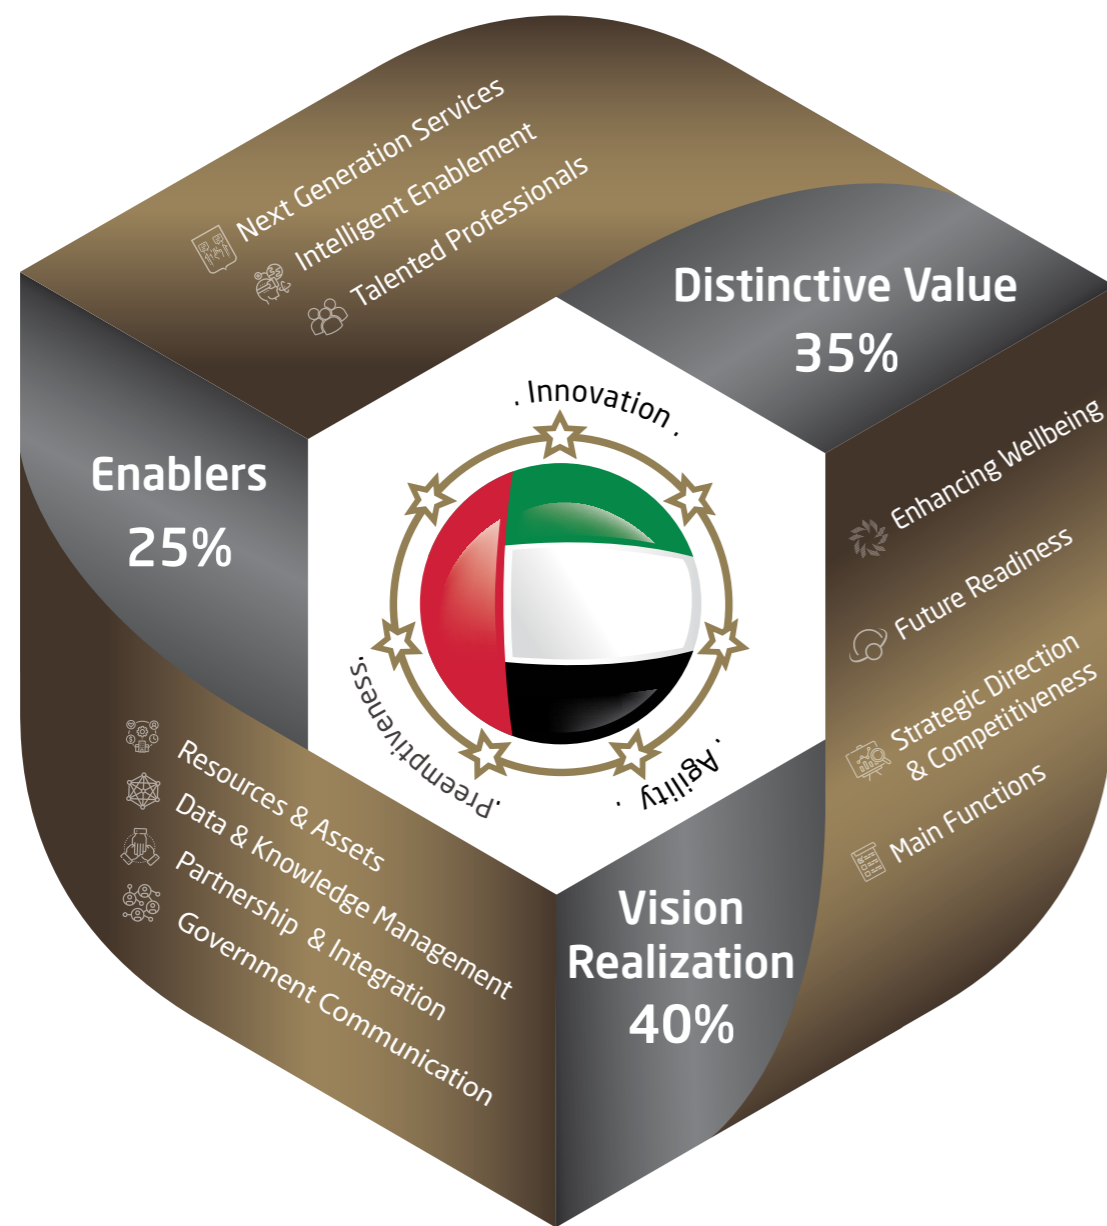 Next Generation Services
Intelligent Enablement
Talented Professionals
Distinctive Value
35%
Enablers
25%
. Innovation .
. Agility .
.Preemptiveness.
Enhancing Wellbeing
Future Readiness
Strategic Direction
& Competitiveness
Main Functions
Resources & Assets
Data & Knowledge Management
Partnership & Integration
Government Communication
Vision
Realization
40%